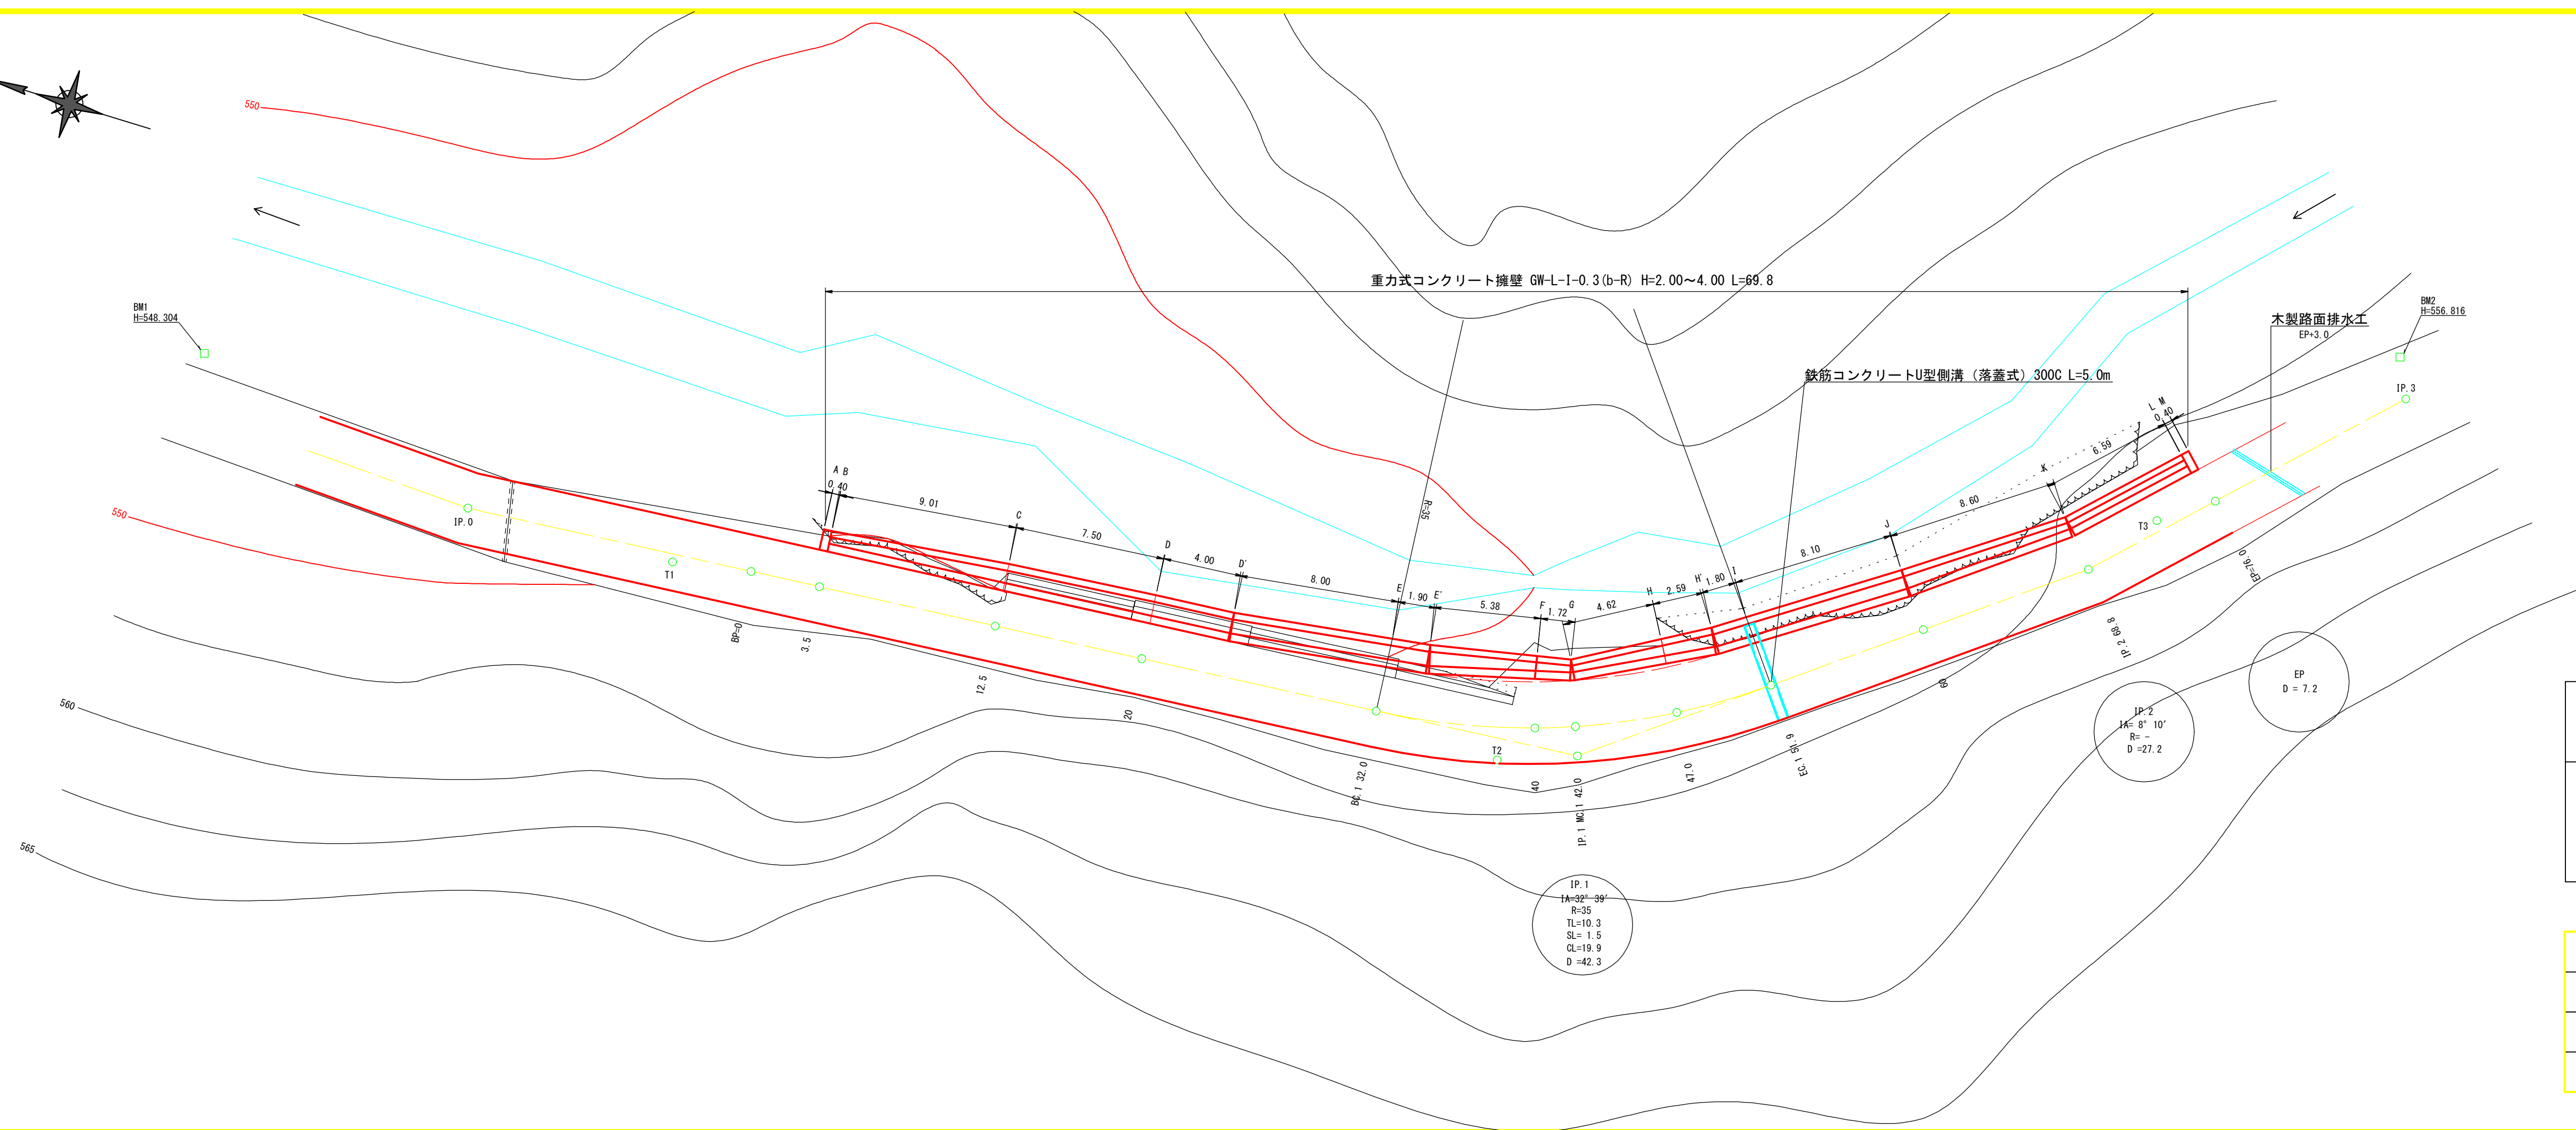 550
重力式コンクリート擁壁 GW-L-I-0.3(b-R) H=2.00～4.00 L=69.8
BM1
H=548.304
BM2
H=556.816
木製路面排水工
EP+3.0
鉄筋コンクリートU型側溝（落蓋式）300C L=5.0m
IP.3
L M
0.40
6.59
K
8.60
J
8.10
A B
0.40
9.01
C
7.50
D
4.00
D'
8.00
E
1.90
E'
5.38
F
1.72
G
4.62
H
2.59
H'
1.80
I
R=35
550
IP.0
T1
T3
BP=0
3.5
12.5
20
BC.1 32.0
T2
40
IP.1 MC.1 42.0
47.0
EC.1 51.9
60
IP.2 68.8
EP=76.0
560
565
EP
D = 7.2
IP.2
IA= 8° 10′
R= -
D =27.2
IP.1
IA=32° 39′
R=35
TL=10.3
SL= 1.5
CL=19.9
D =42.3